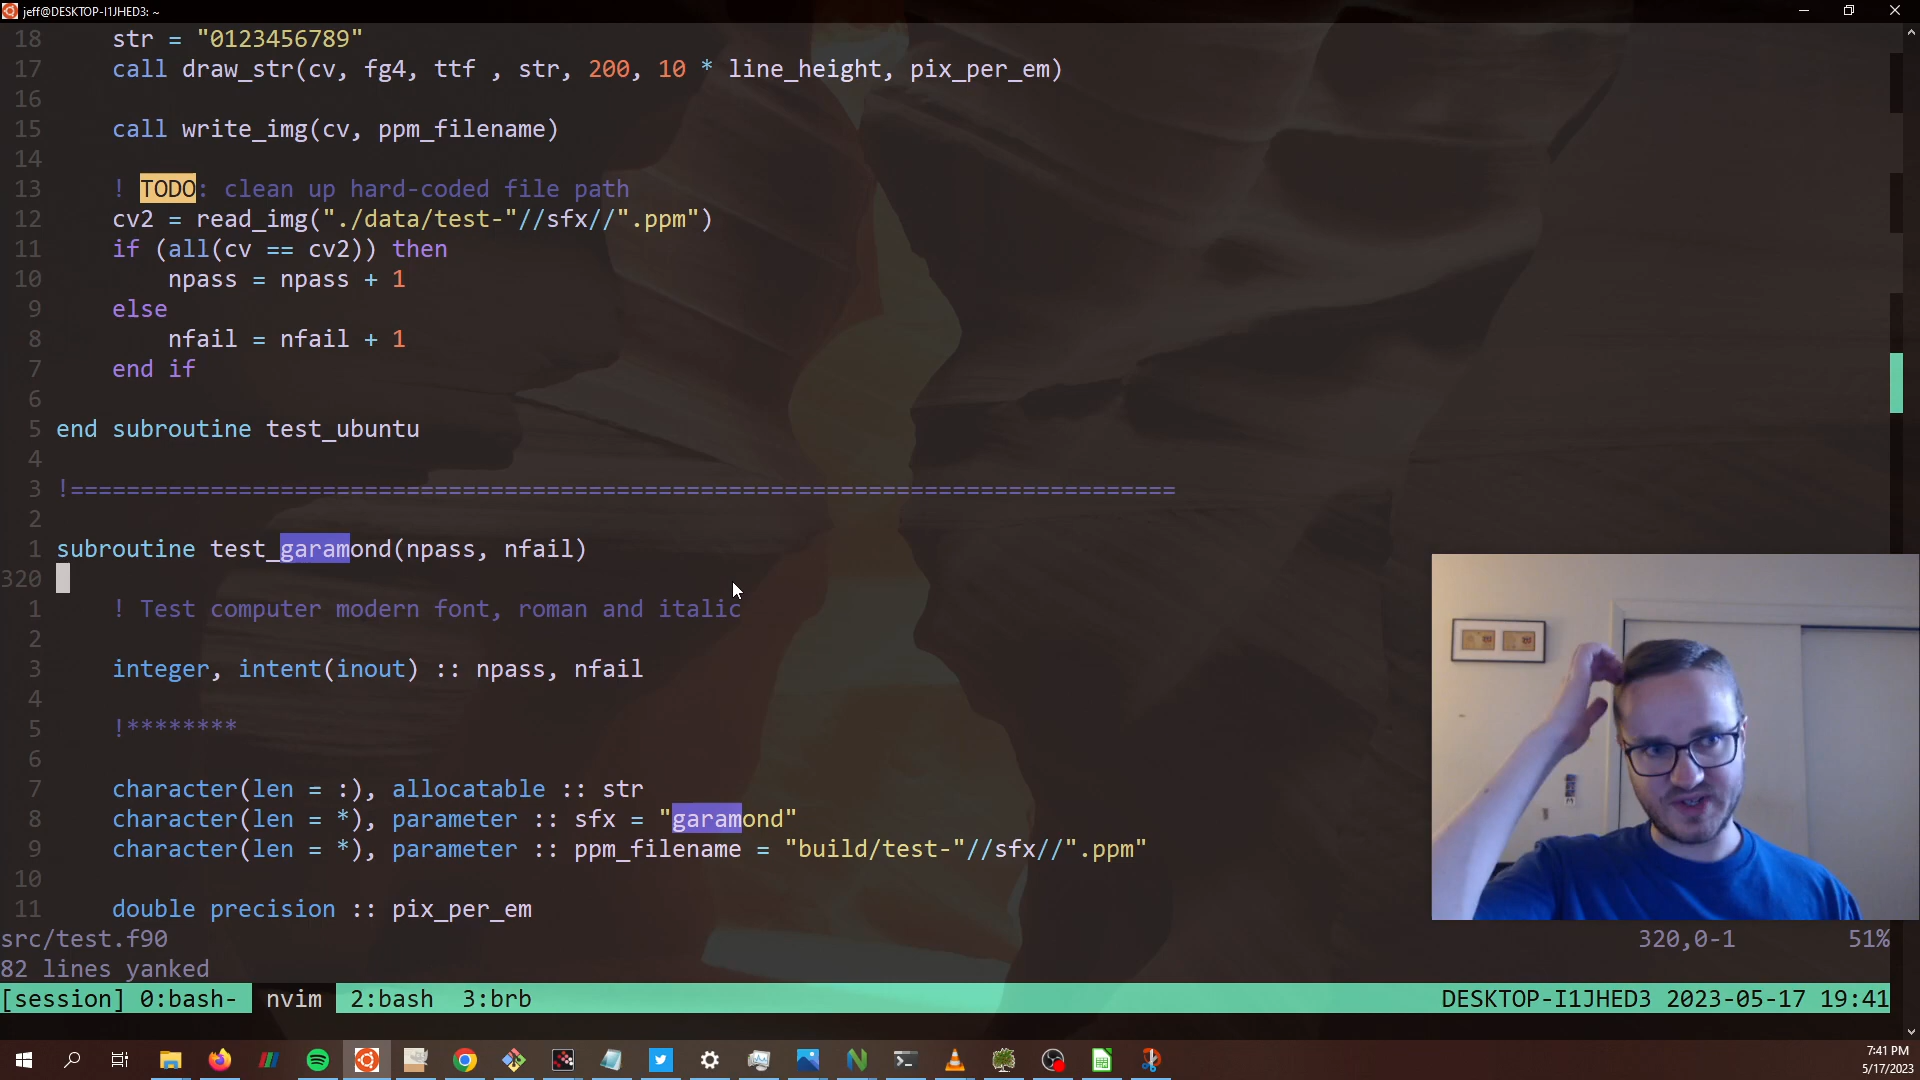 jeff@DESKTOP-I1JHED3: ~
18 str = "0123456789"
17 call draw_str(cv, fg4, ttf , str, 200, 10 * line_height, pix_per_em)
16
15 call write_img(cv, ppm_filename)
14
13 ! TODO: clean up hard-coded file path
12 cv2 = read_img("./data/test-"//sfx//".ppm")
11 if (all(cv == cv2)) then
10 npass = npass + 1
9 else
8 nfail = nfail + 1
7 end if
6
5 end subroutine test_ubuntu
4
3 !===============================================================================
2
1 subroutine test_garamond(npass, nfail)
320
1 ! Test computer modern font, roman and italic
2
3 integer, intent(inout) :: npass, nfail
4
5 !********
6
7 character(len = :), allocatable :: str
8 character(len = *), parameter :: sfx = "garamond"
9 character(len = *), parameter :: ppm_filename = "build/test-"//sfx//".ppm"
10
11 double precision :: pix_per_em
src/test.f90 320,0-1 51%
82 lines yanked
[session] 0:bash- nvim 2:bash 3:brb DESKTOP-I1JHED3 2023-05-17 19:41
7:41 PM
5/17/2023